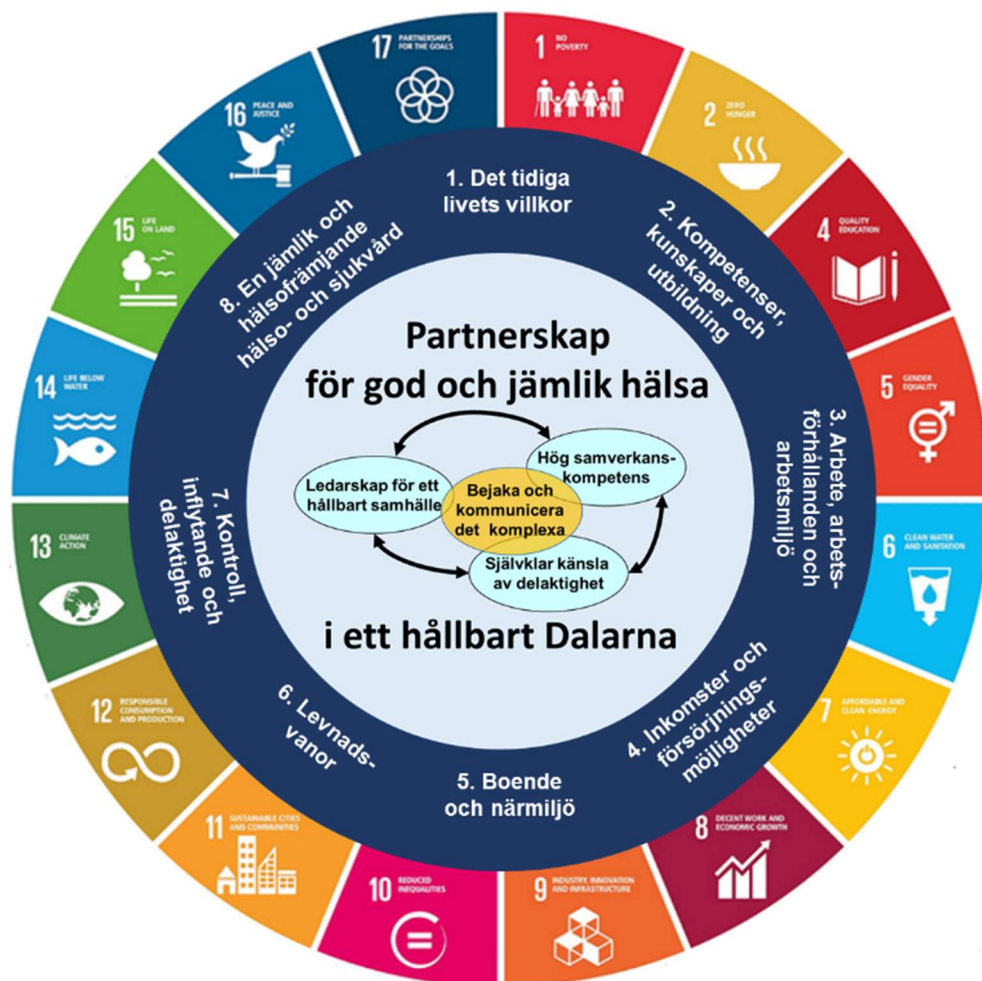 1
NO
POVERTY
2
ZERO
HUNGER
4
QUALITY
EDUCATION
5
GENDER
EQUALITY
6
CLEAN WATER
AND SANITATION
7
AFFORDABLE AND
CLEAN ENERGY
8
DECENT WORK AND
ECONOMIC GROWTH
9
INDUSTRY, INNOVATION
AND INFRASTRUCTURE
10
REDUCED
INEQUALITIES
11
SUSTAINABLE CITIES
AND COMMUNITIES
12
RESPONSIBLE
CONSUMPTION
AND PRODUCTION
13
CLIMATE
ACTION
14
LIFE BELOW
WATER
15
LIFE
ON LAND
16
PEACE AND
JUSTICE
17
PARTNERSHIPS
FOR THE GOALS
1. Det tidiga
livets villkor
2. Kompetenser,
kunskaper och
utbildning
3. Arbete, arbets-
förhållanden och
arbetsmiljö
4. Inkomster och
försörjnings-
möjligheter
5. Boende
och närmiljö
6. Levnads-
vanor
7. Kontroll,
inflytande och
delaktighet
8. En jämlik och
hälsofrämjande
hälso- och sjukvård
Partnerskap
för god och jämlik hälsa
Hög samverkans-
kompetens
Ledarskap för ett
hållbart samhälle
Bejaka och
kommunicera
det komplexa
Självklar känsla
av delaktighet
i ett hållbart Dalarna